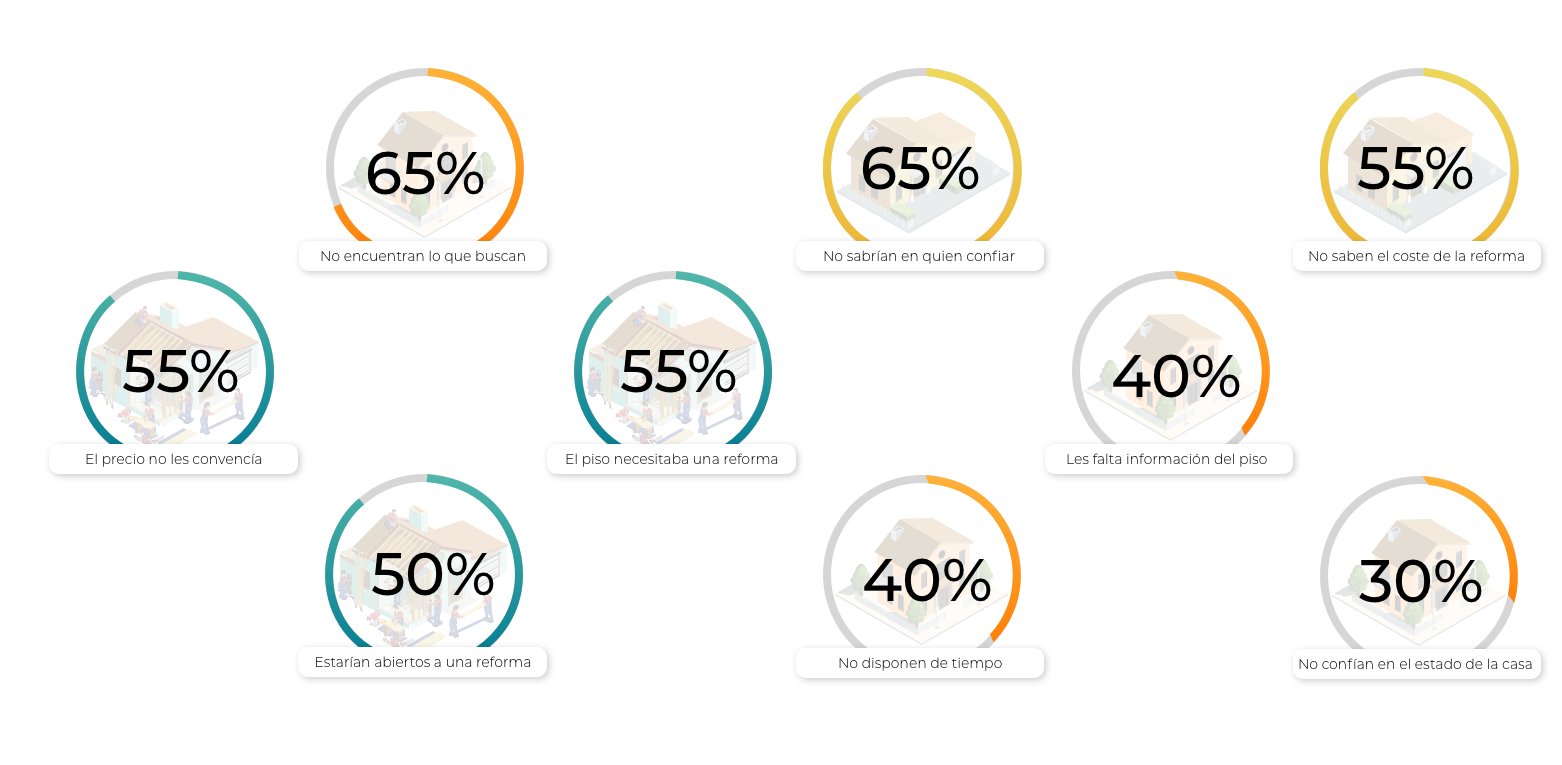 65%
No encuentran lo que buscan
65%
No sabrían en quien confiar
55%
No saben el coste de la reforma
55%
El precio no les convencía
55%
El piso necesitaba una reforma
40%
Les falta información del piso
50%
Estarían abiertos a una reforma
40%
No disponen de tiempo
30%
No confían en el estado de la casa